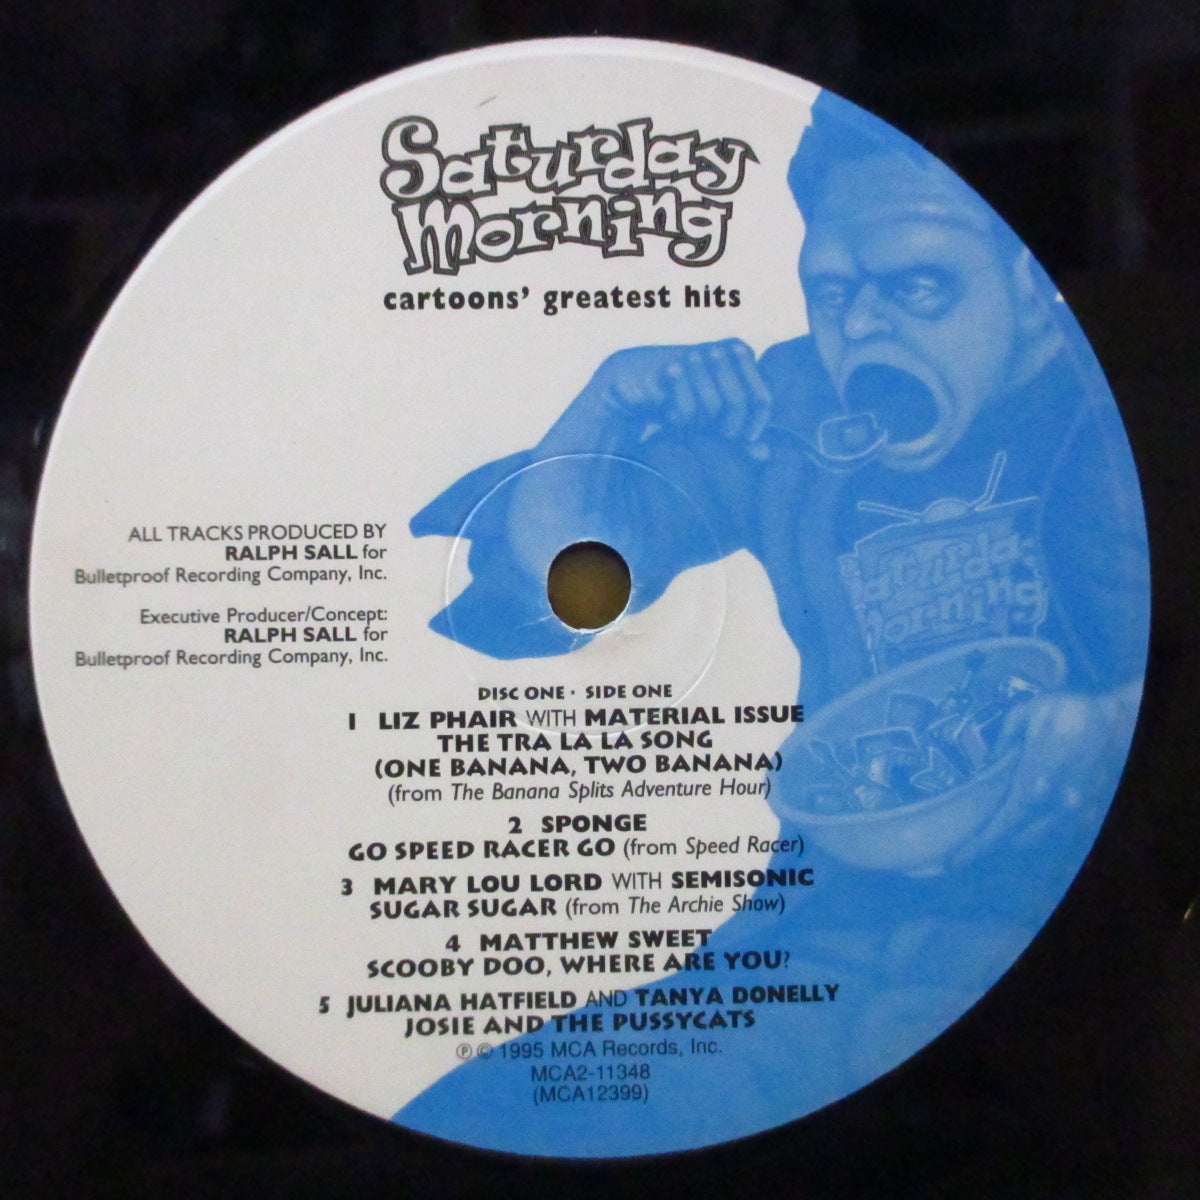 Saturday
Morning
cartoons' greatest hits
Saturday
Morning
ALL TRACKS PRODUCED BY
RALPH SALL for
Bulletproof Recording Company, Inc.
Executive Producer/Concept:
RALPH SALL for
Bulletproof Recording Company, Inc.
DISC ONE · SIDE ONE
1 LIZ PHAIR WITH MATERIAL ISSUE
THE TRA LA LA SONG
(ONE BANANA, TWO BANANA)
(from The Banana Splits Adventure Hour)
2 SPONGE
GO SPEED RACER GO (from Speed Racer)
3 MARY LOU LORD WITH SEMISONIC
SUGAR SUGAR (from The Archie Show)
4 MATTHEW SWEET
SCOOBY DOO, WHERE ARE YOU?
5 JULIANA HATFIELD AND TANYA DONELLY
JOSIE AND THE PUSSYCATS
℗ © 1995 MCA Records, Inc.
MCA2-11348
(MCA12399)